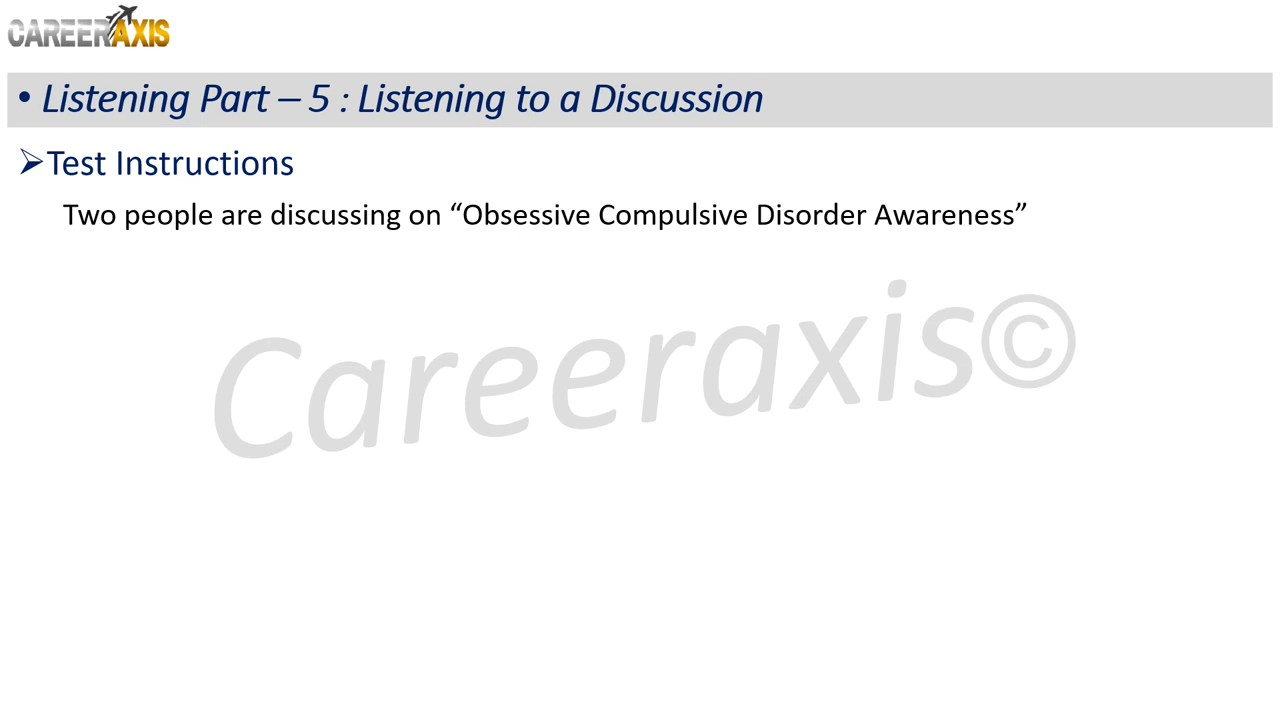 CAREERAXIS
• Listening Part – 5 : Listening to a Discussion
➢Test Instructions
Two people are discussing on “Obsessive Compulsive Disorder Awareness”
Careeraxis©